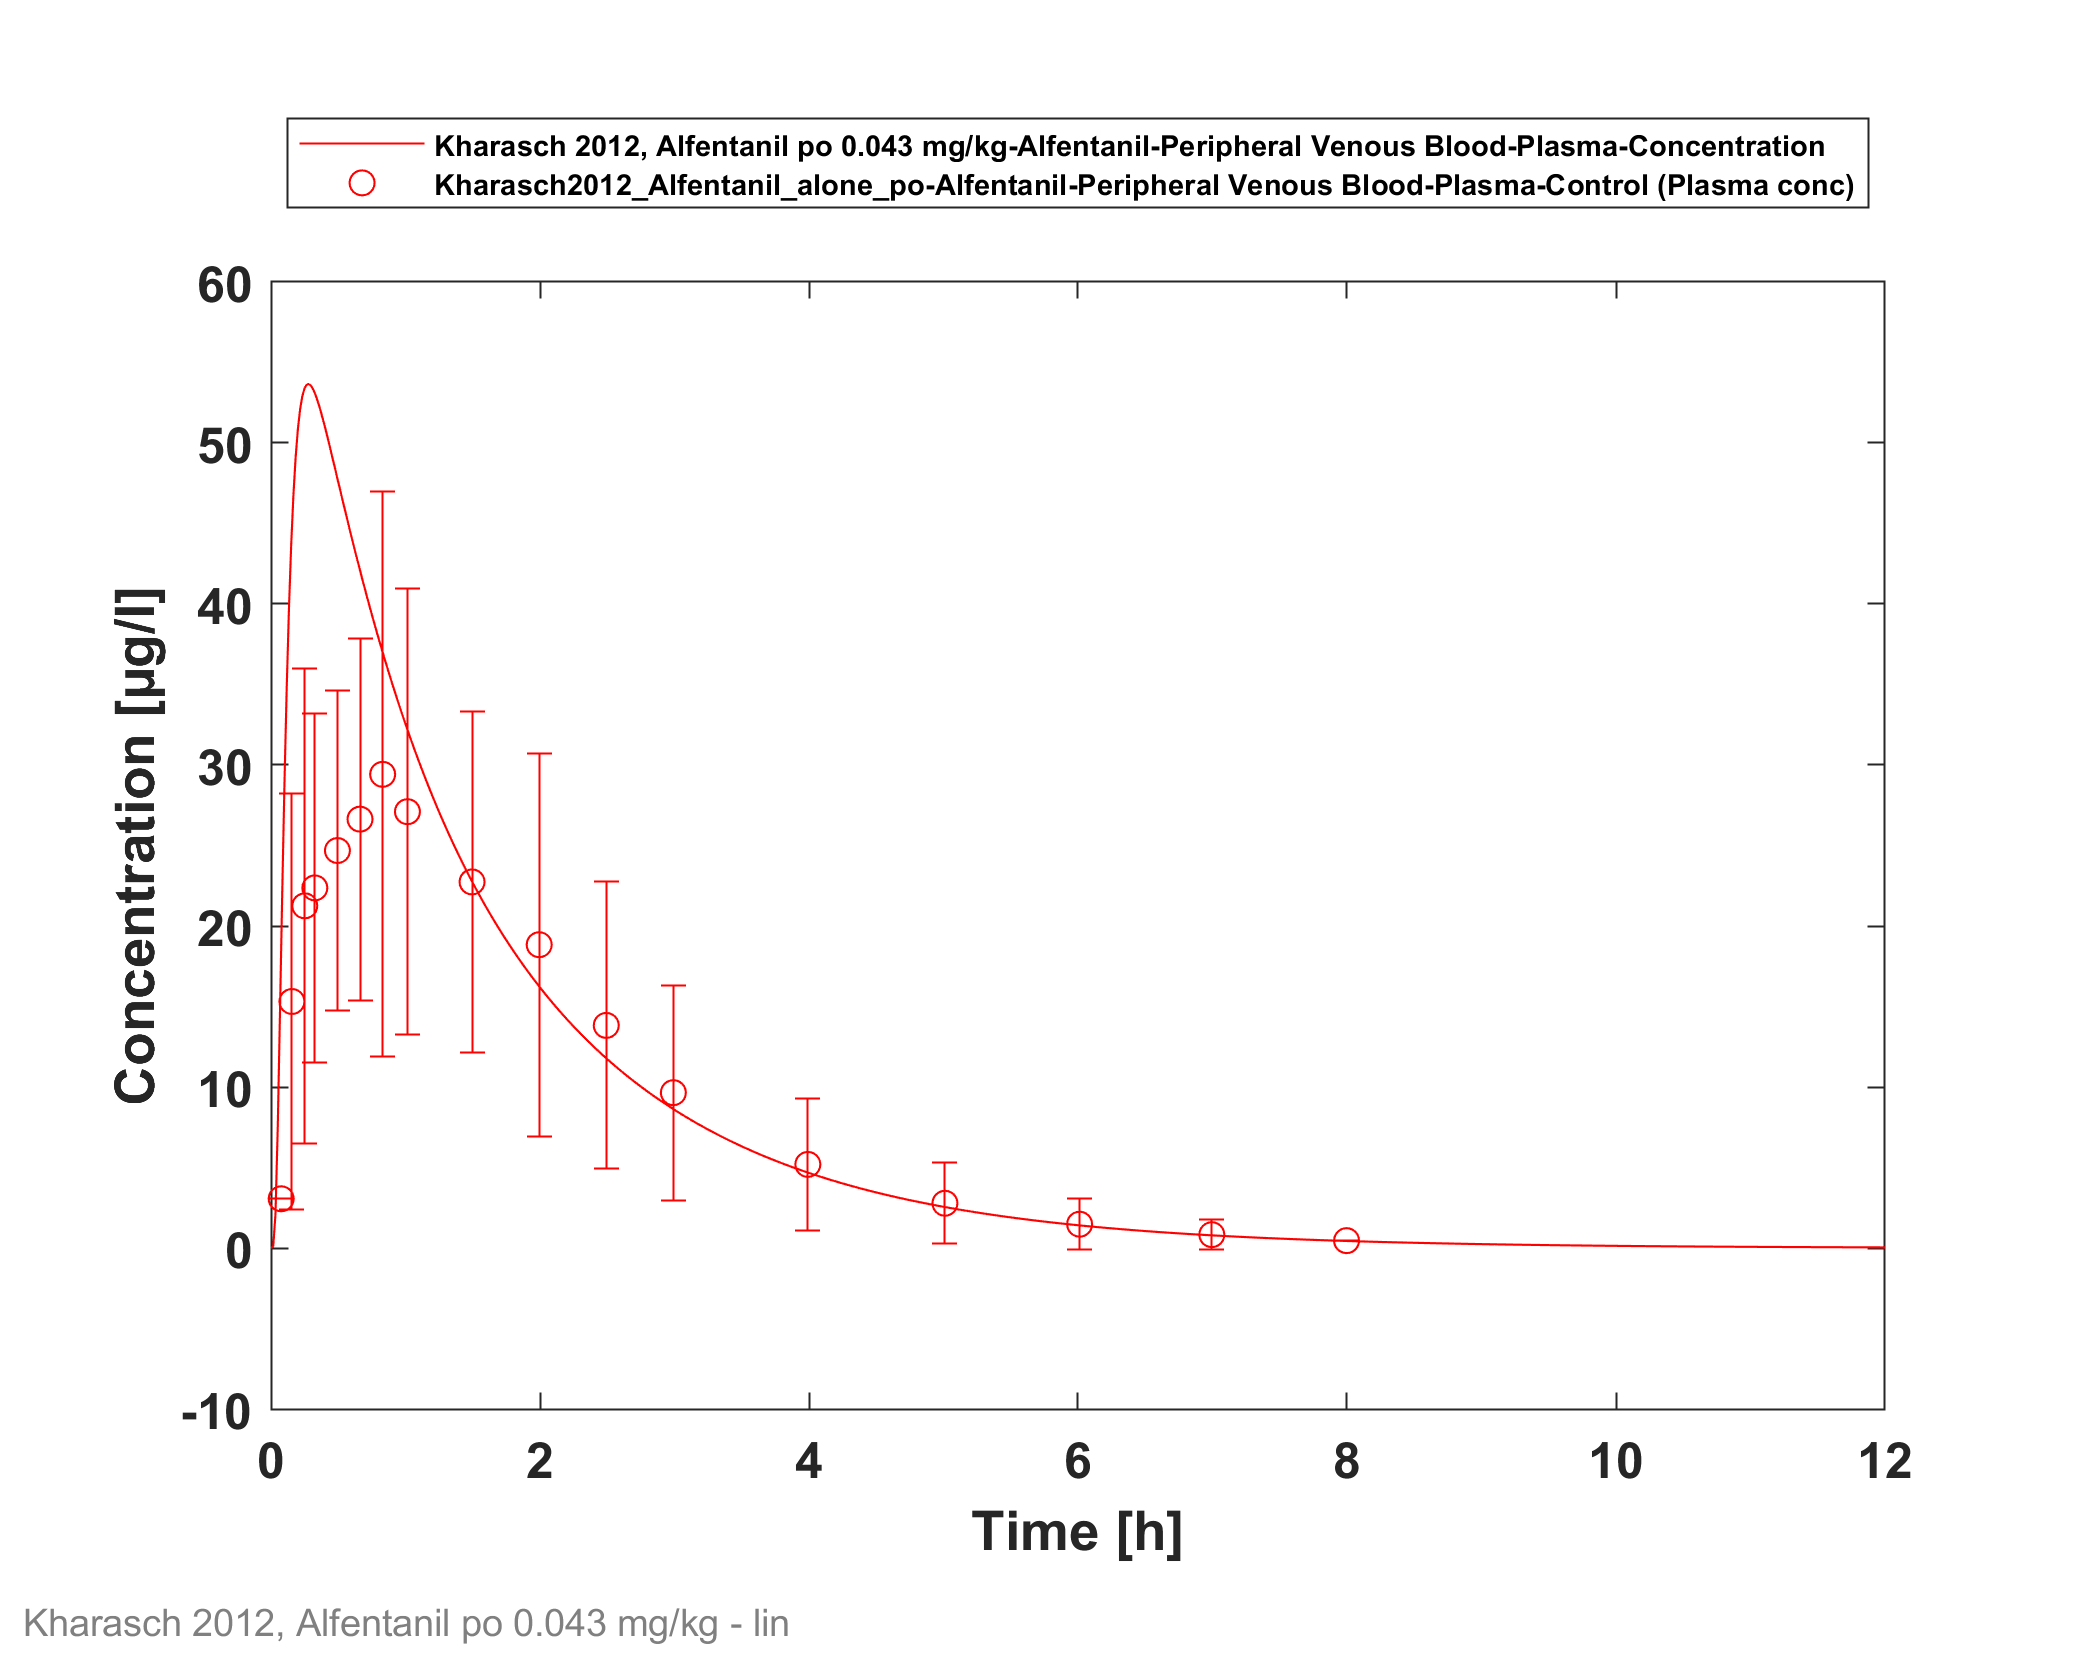 Kharasch 2012, Alfentanil po 0.043 mg/kg-Alfentanil-Peripheral Venous Blood-Plasma-Concentration
Kharasch2012_Alfentanil_alone_po-Alfentanil-Peripheral Venous Blood-Plasma-Control (Plasma conc)
60
50
40
30
20
10
0
-10
Concentration [µg/l]
0 2 4 6 8 10 12
Time [h]
Kharasch 2012, Alfentanil po 0.043 mg/kg - lin